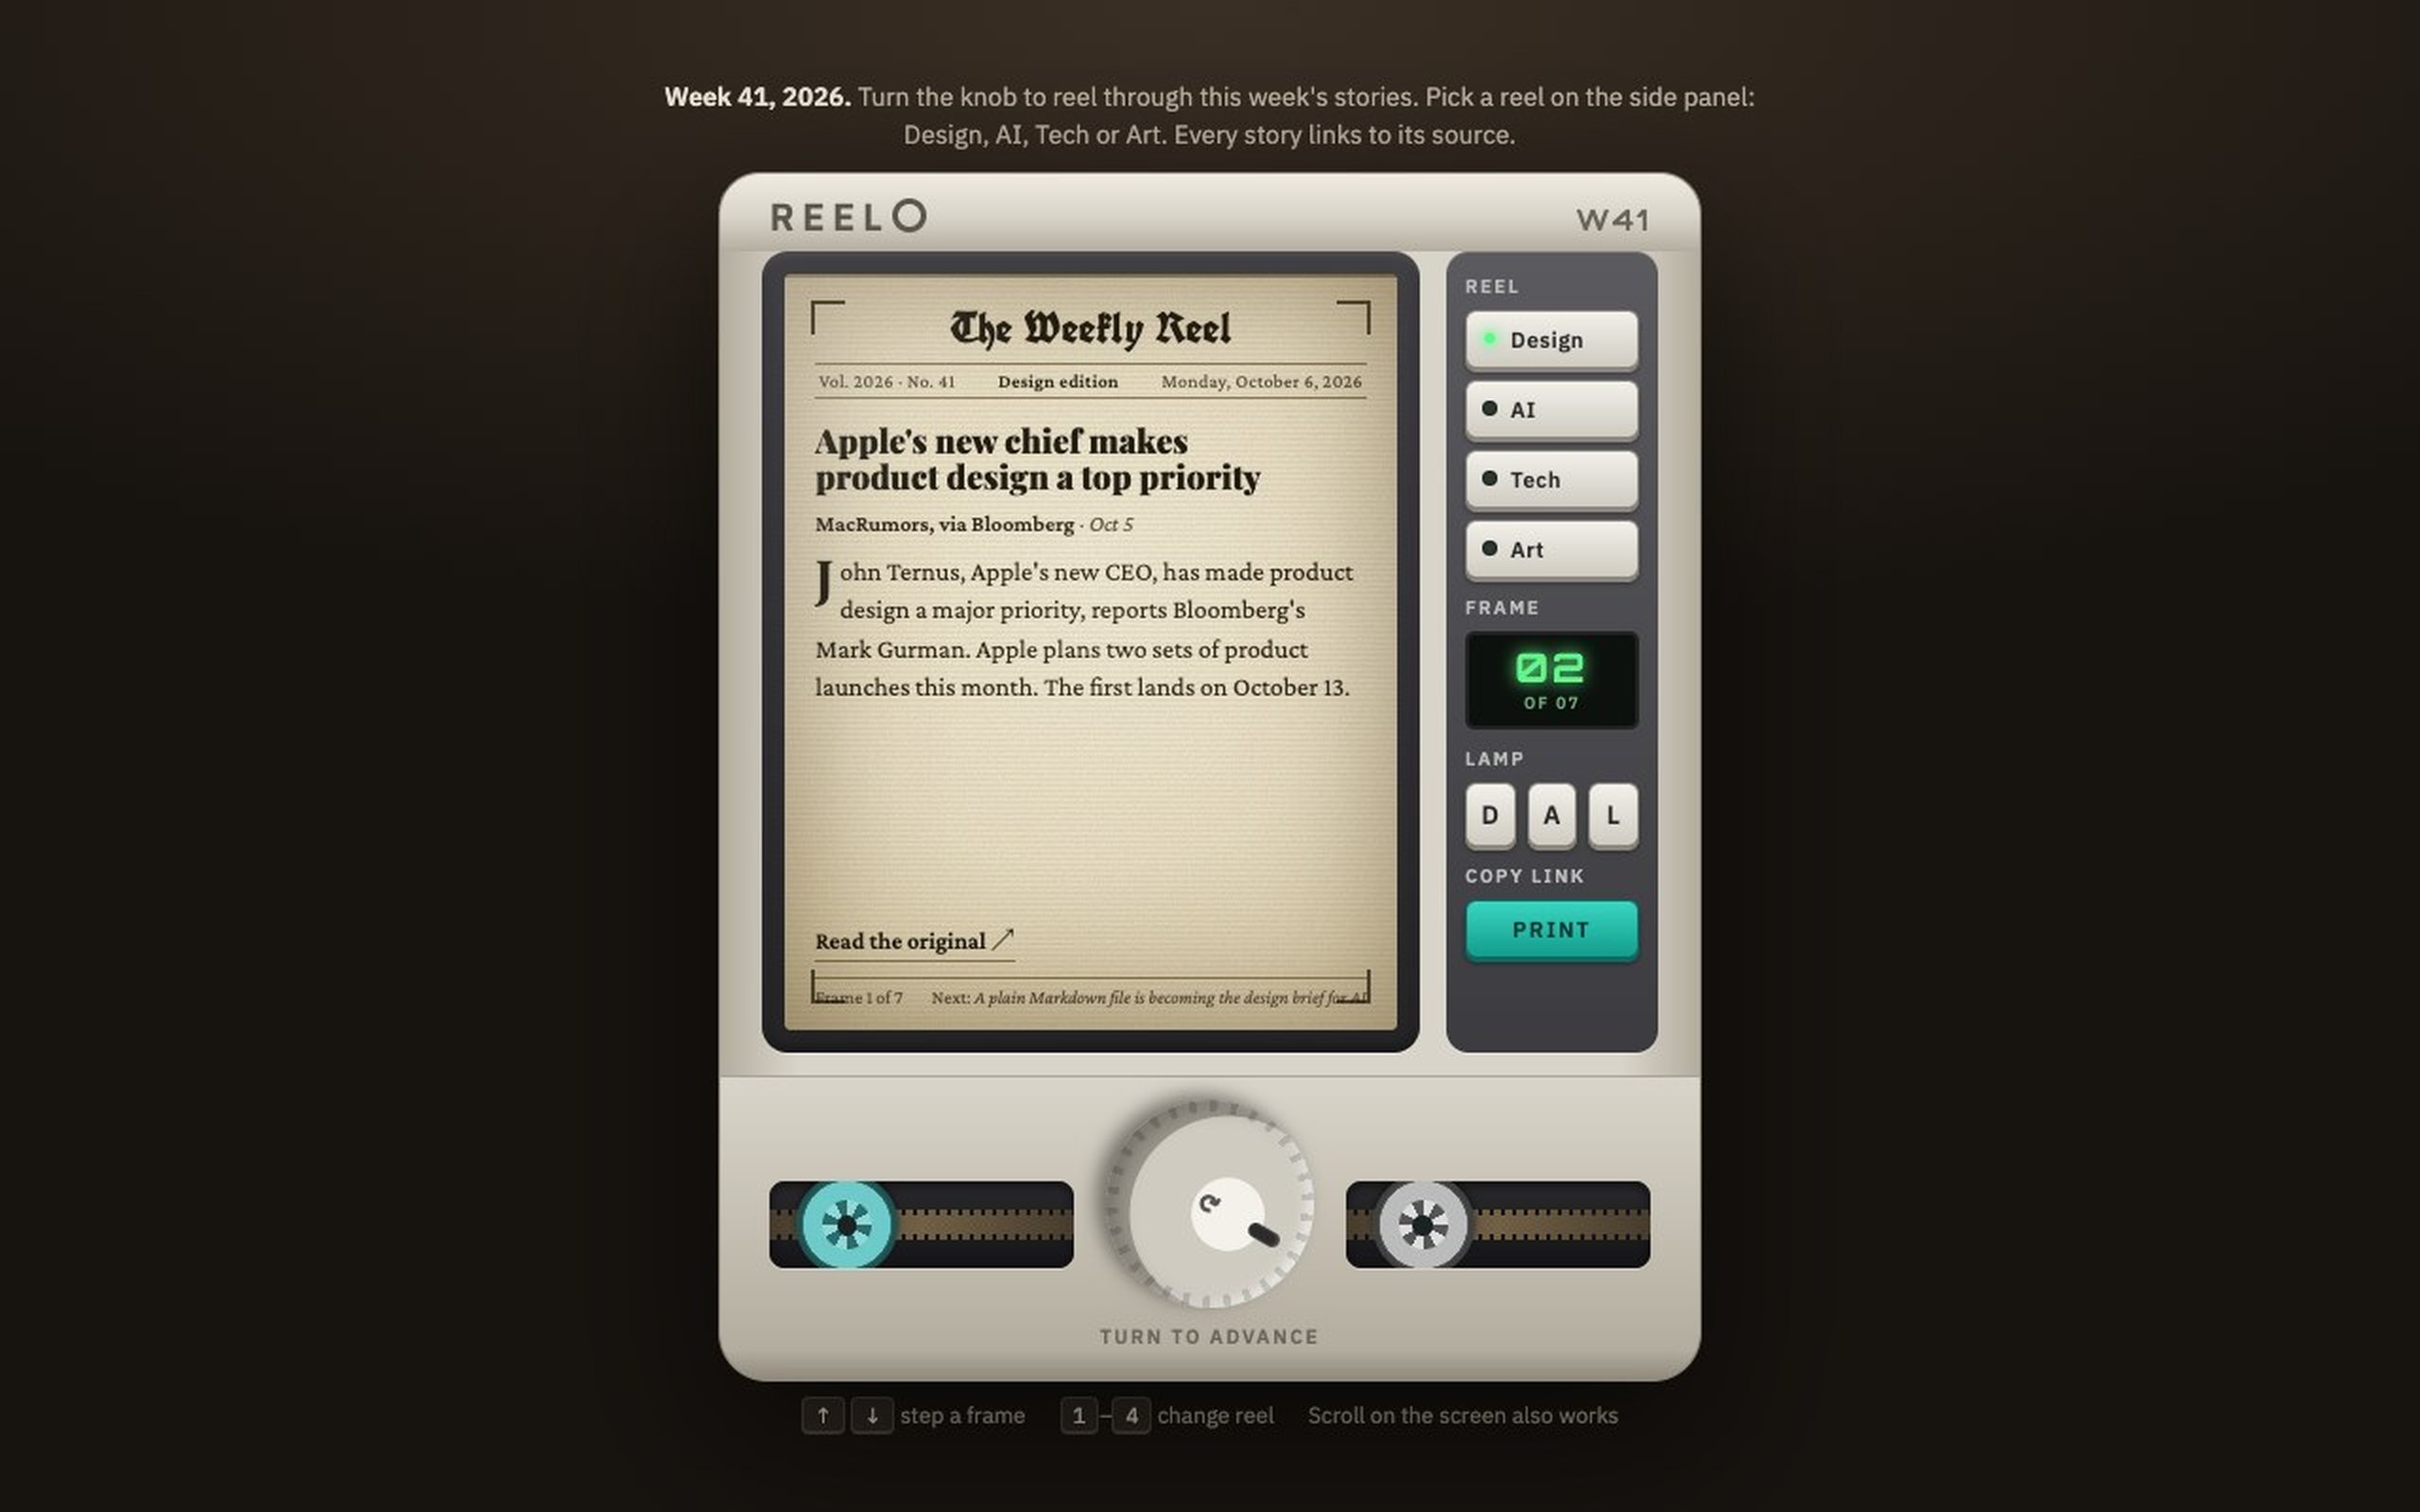 Week 41, 2026. Turn the knob to reel through this week's stories. Pick a reel on the side panel:
Design, AI, Tech or Art. Every story links to its source.
REELO
W41
The Weekly Reel
Vol. 2026 · No. 41 Design edition Monday, October 6, 2026
Apple's new chief makes
product design a top priority
MacRumors, via Bloomberg · Oct 5
John Ternus, Apple's new CEO, has made product
design a major priority, reports Bloomberg's
Mark Gurman. Apple plans two sets of product
launches this month. The first lands on October 13.
Read the original ↗
Frame 1 of 7 Next: A plain Markdown file is becoming the design brief for AI
REEL
Design
AI
Tech
Art
FRAME
02
OF 07
LAMP
D A L
COPY LINK
PRINT
TURN TO ADVANCE
↑ ↓ step a frame 1–4 change reel Scroll on the screen also works